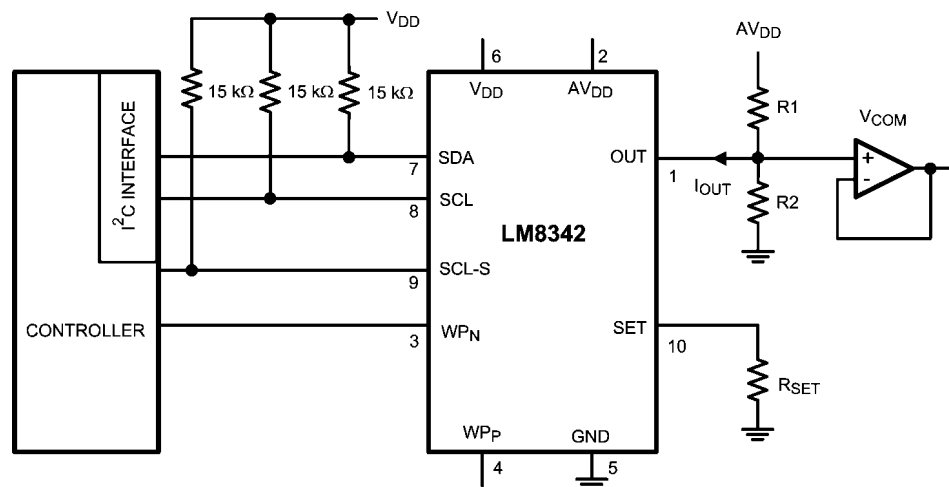 V_DD
AV_DD
6
2
15 kΩ
15 kΩ
15 kΩ
V_DD
AV_DD
R1
V_COM
I²C INTERFACE
SDA
7
OUT
1
I_OUT
+
-
SCL
8
R2
LM8342
SCL-S
9
CONTROLLER
WP_N
3
SET
10
R_SET
WP_P
4
GND
5